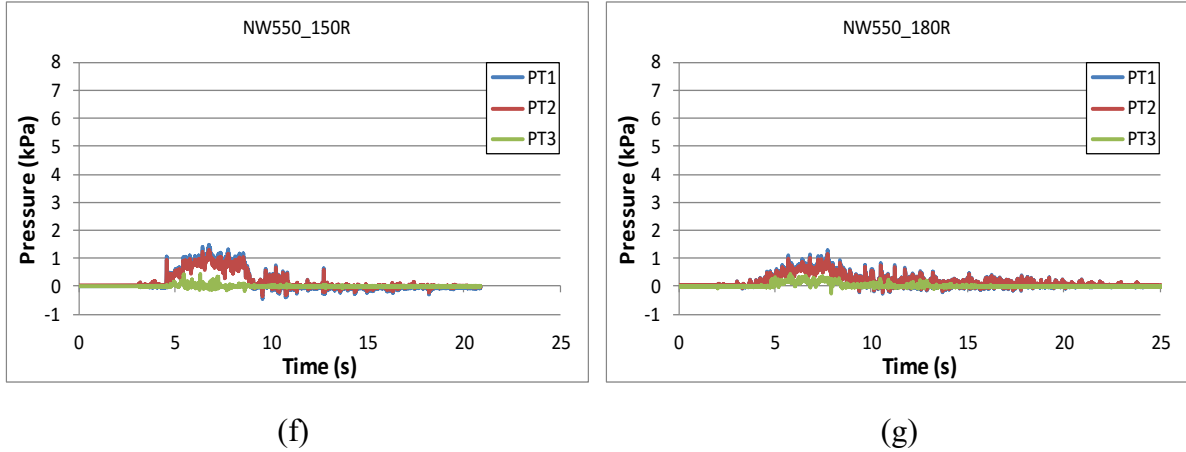 NW550_150R
8
7
6
5
4
3
2
1
0
-1
Pressure (kPa)
PT1
PT2
PT3
0 5 10 15 20 25
Time (s)
(f)
NW550_180R
8
7
6
5
4
3
2
1
0
-1
Pressure (kPa)
PT1
PT2
PT3
0 5 10 15 20 25
Time (s)
(g)